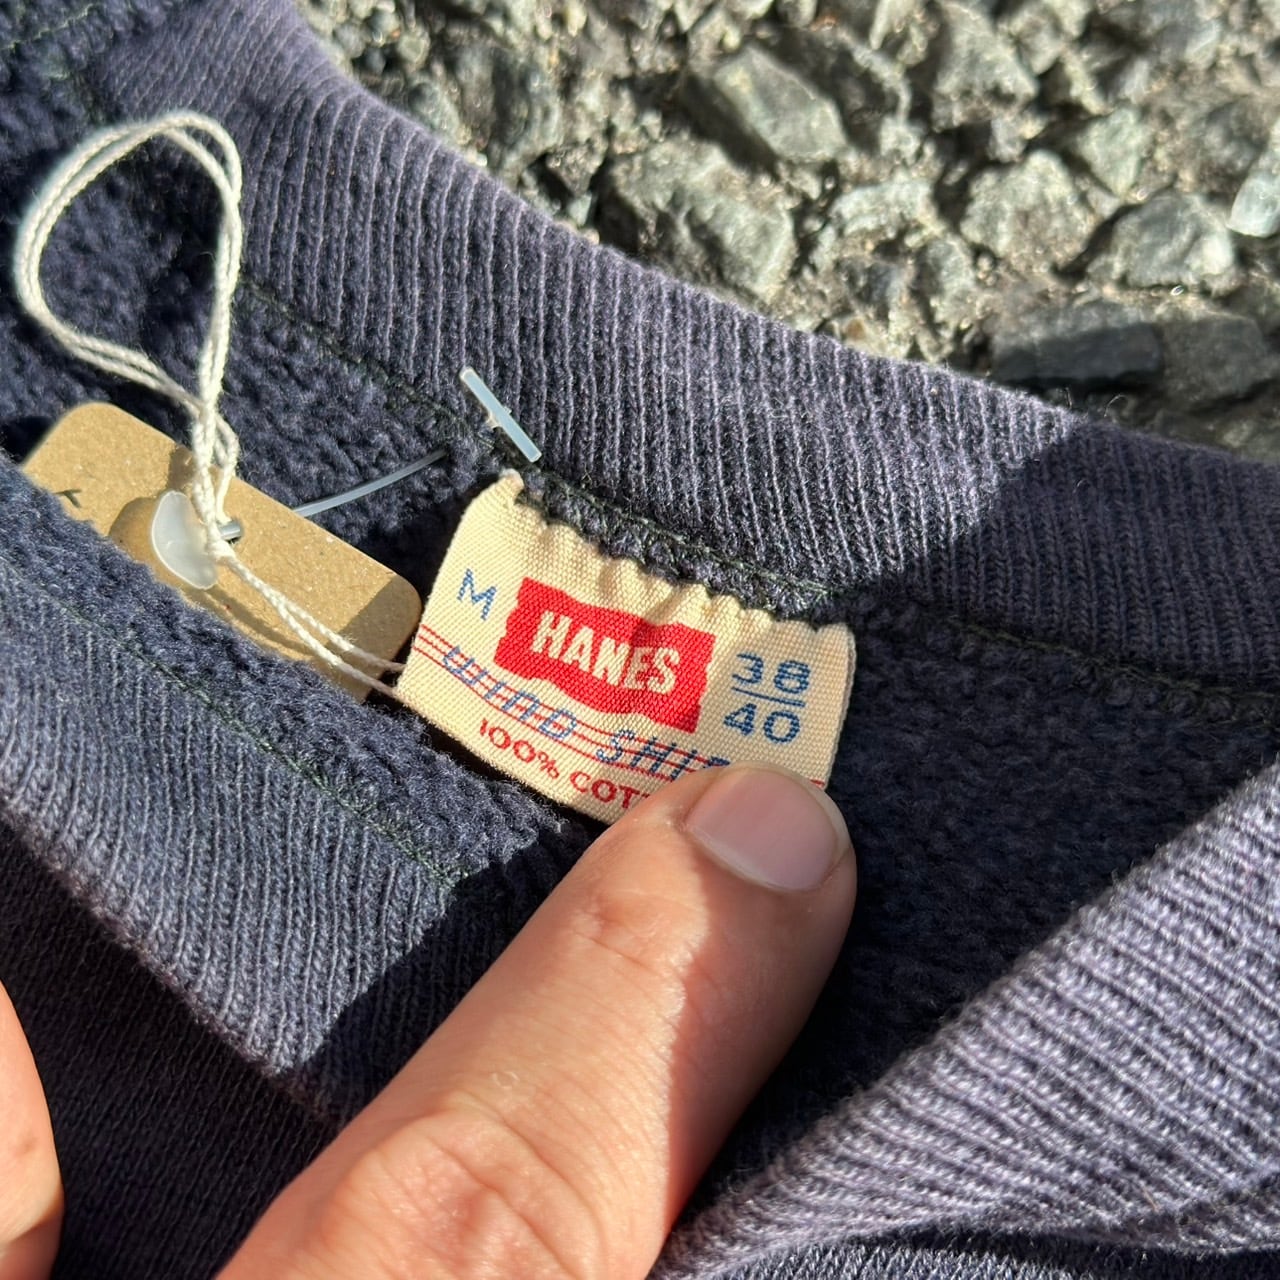 M
HANES
38
40
WIND SHI
100% COT